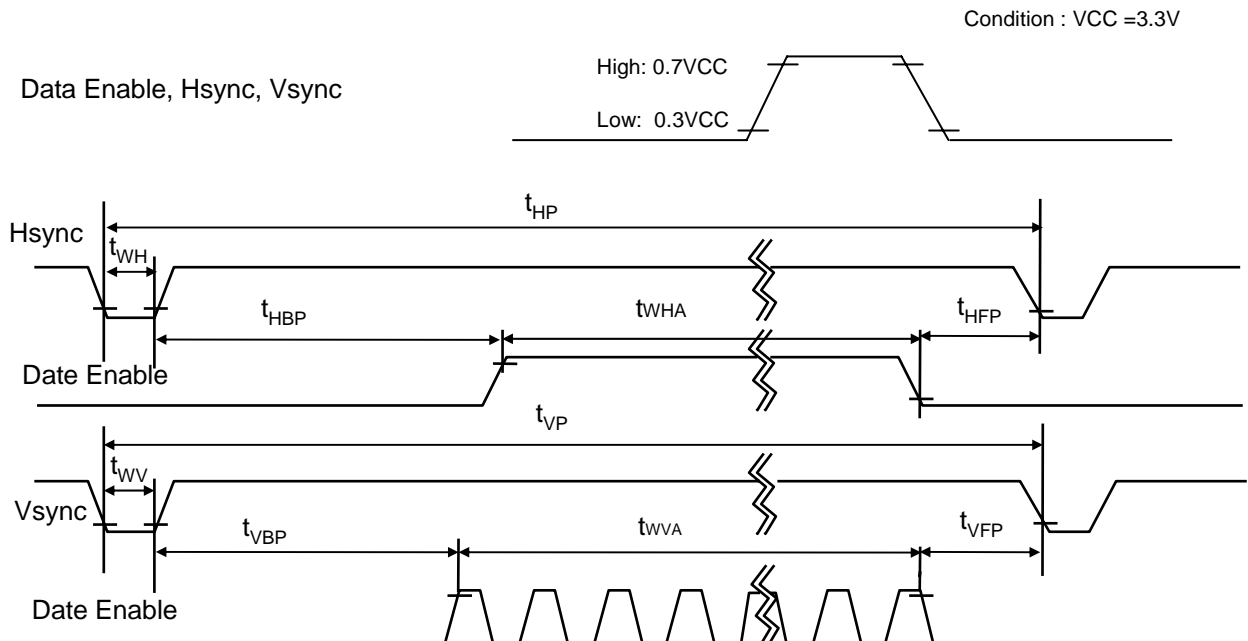 Condition : VCC =3.3V
High: 0.7VCC
Data Enable, Hsync, Vsync
Low: 0.3VCC
tHP
Hsync
tWH
tHBP
tWHA
tHFP
Date Enable
tVP
tWV
Vsync
tVBP
tWVA
tVFP
Date Enable